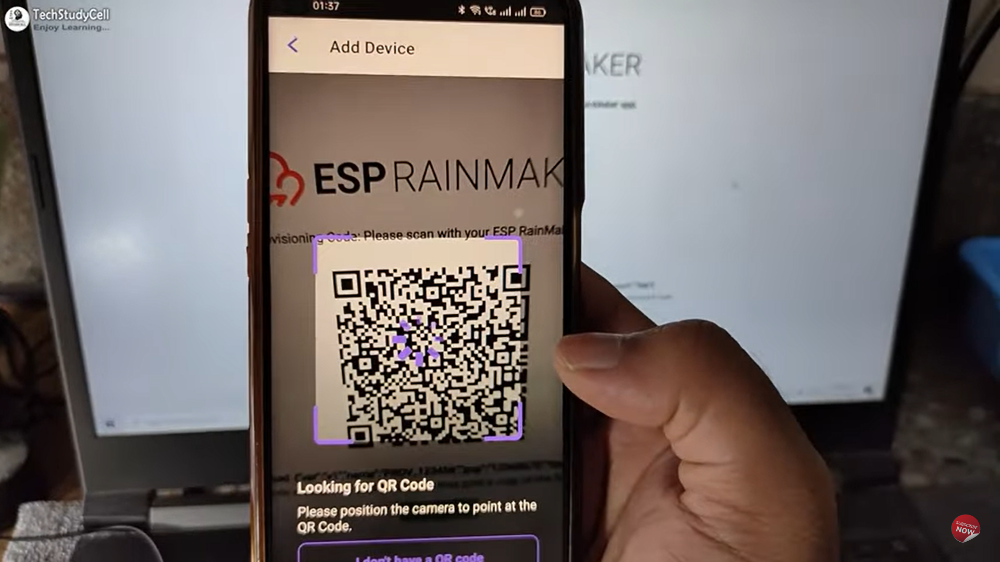 TechStudyCell
Enjoy Learning...
01:37
Add Device
AKER
ESP RAINMAK
visioning Code: Please scan with your ESP RainMa
Looking for QR Code
Please position the camera to point at the
QR Code.
I don't have a QR code
SUBSCRIBE
NOW